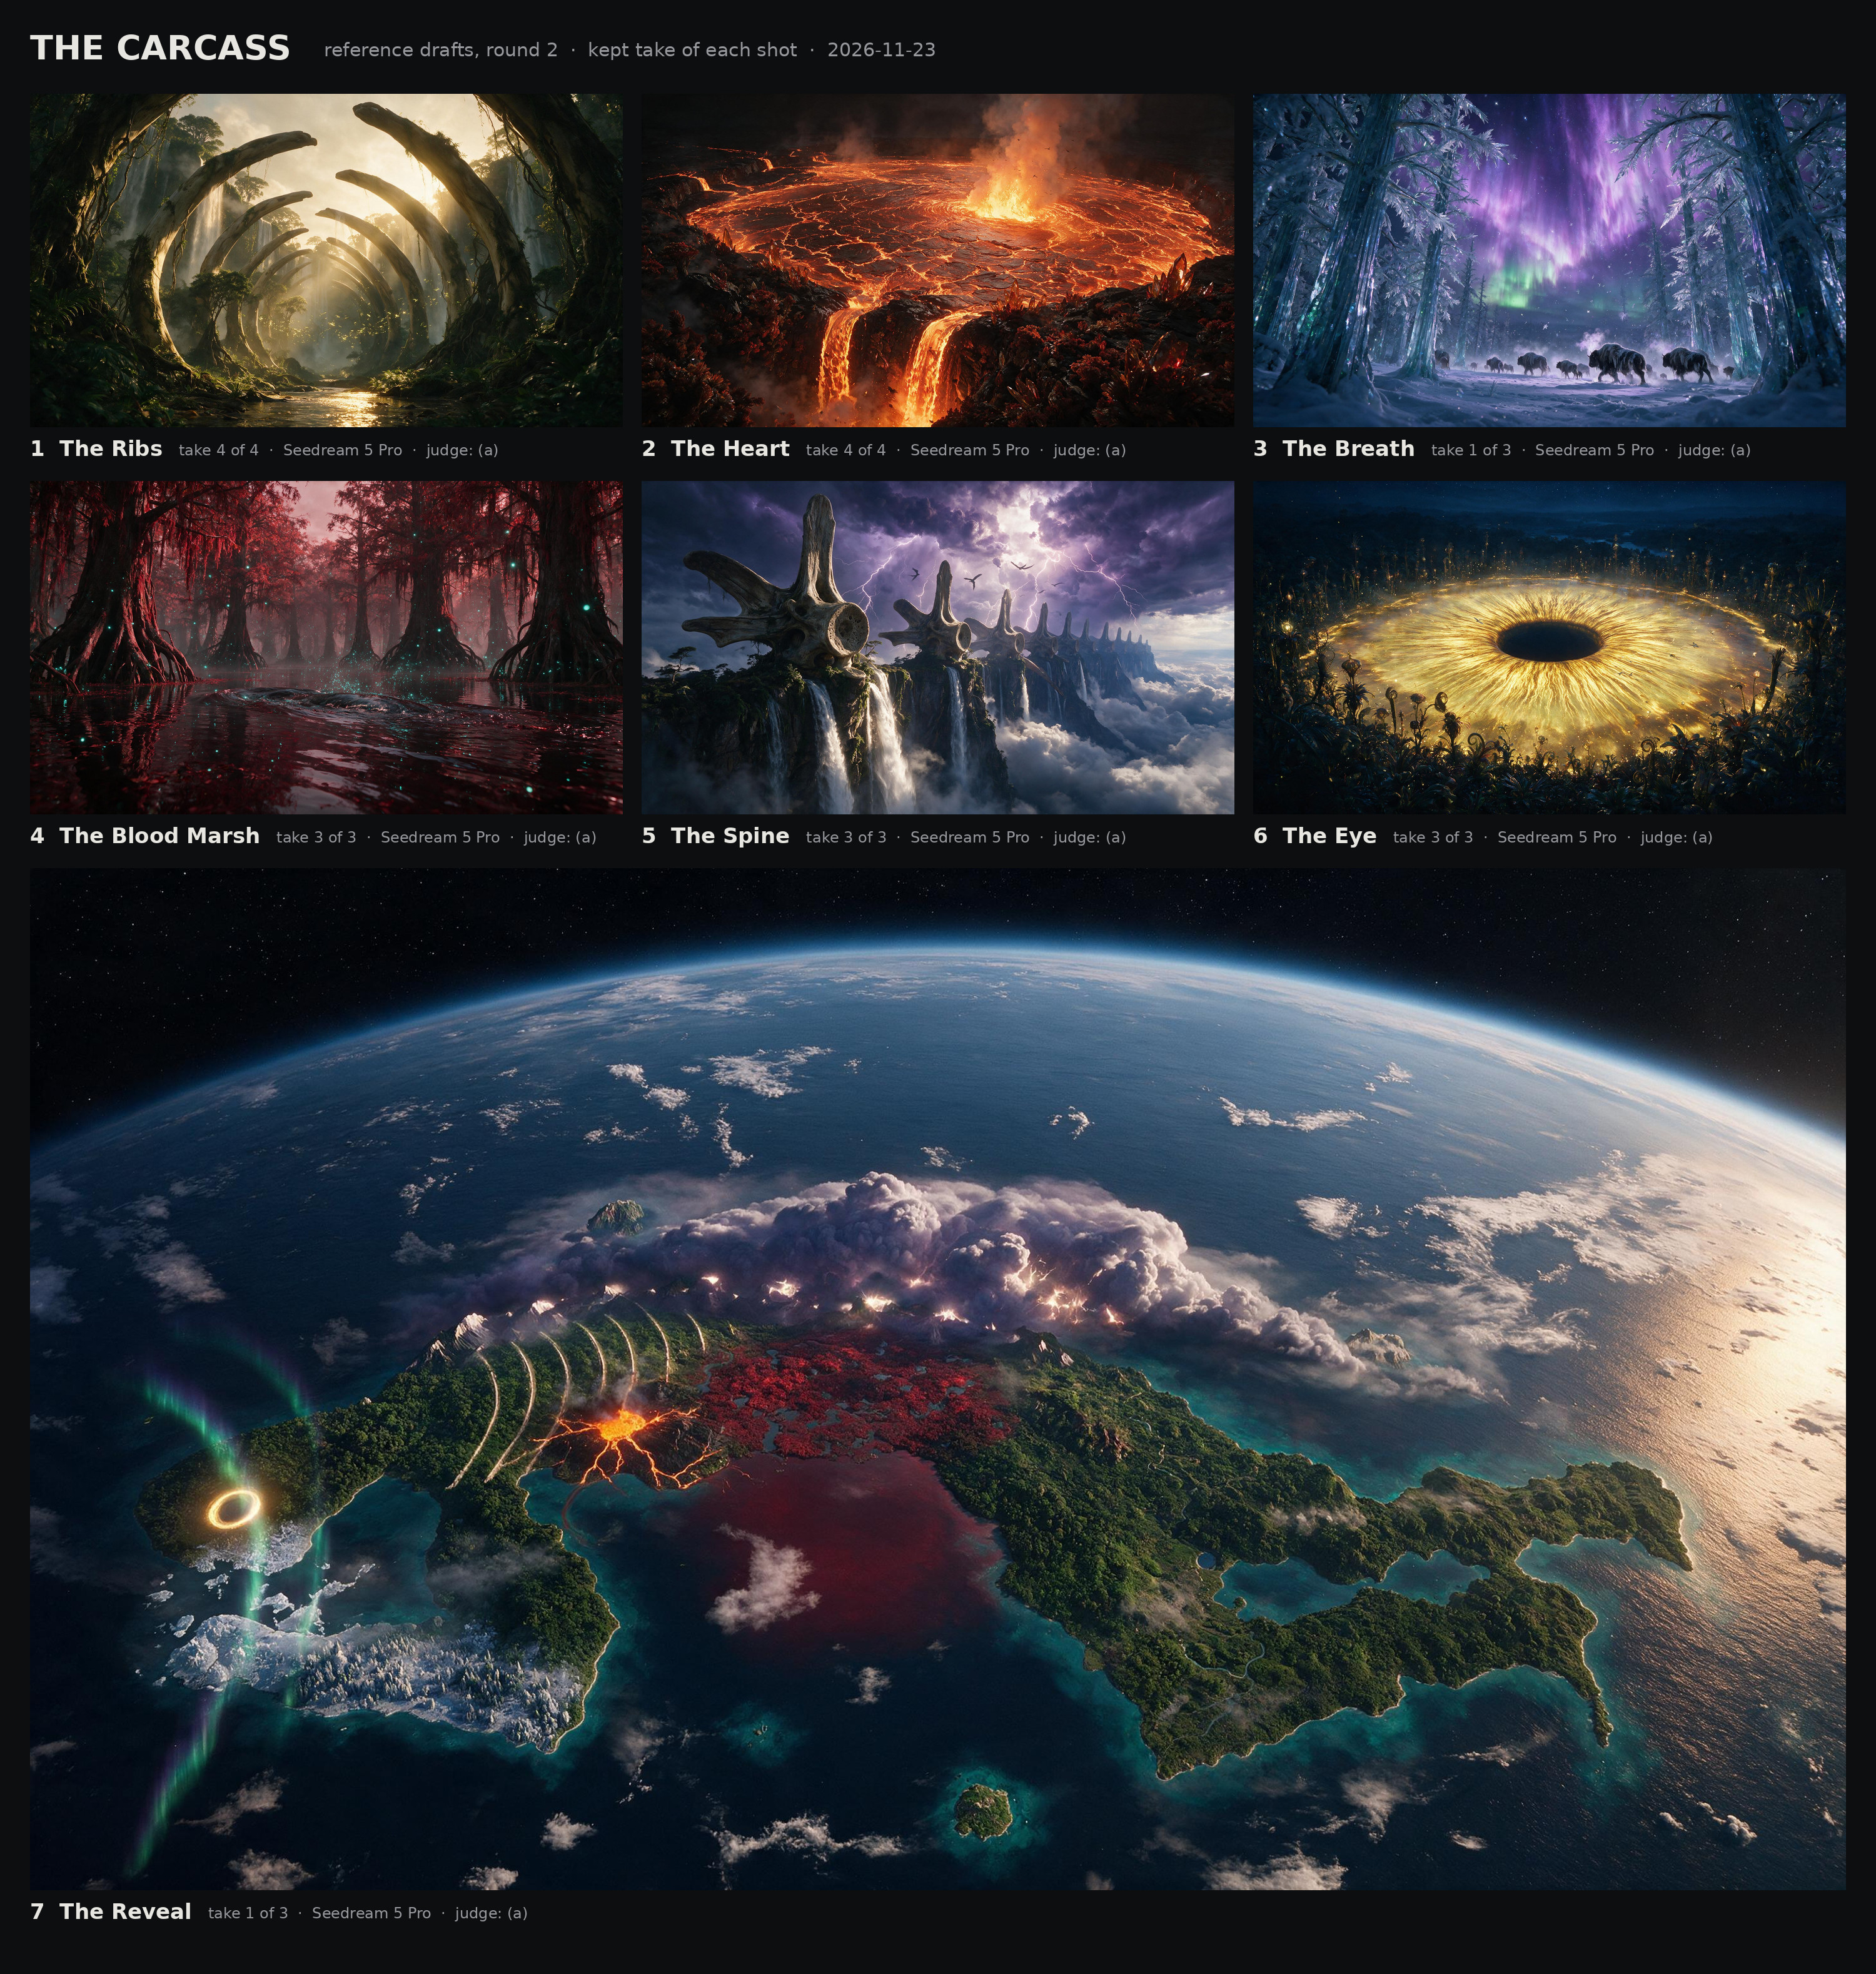 THE CARCASS reference drafts, round 2 · kept take of each shot · 2026-11-23
1 The Ribs take 4 of 4 · Seedream 5 Pro · judge: (a)
2 The Heart take 4 of 4 · Seedream 5 Pro · judge: (a)
3 The Breath take 1 of 3 · Seedream 5 Pro · judge: (a)
4 The Blood Marsh take 3 of 3 · Seedream 5 Pro · judge: (a)
5 The Spine take 3 of 3 · Seedream 5 Pro · judge: (a)
6 The Eye take 3 of 3 · Seedream 5 Pro · judge: (a)
7 The Reveal take 1 of 3 · Seedream 5 Pro · judge: (a)